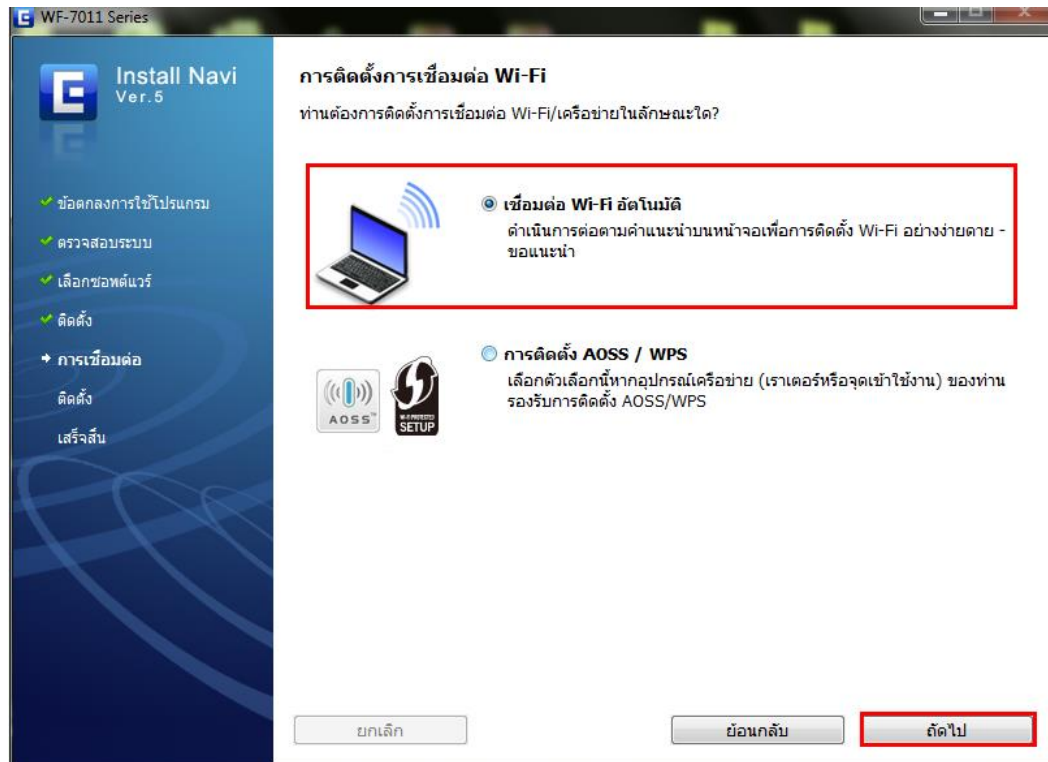 WF-7011 Series
Install Navi
Ver.5
ข้อตกลงการใช้โปรแกรม
ตรวจสอบระบบ
เลือกซอฟต์แวร์
ติดตั้ง
การเชื่อมต่อ
ติดตั้ง
เสร็จสิ้น
การติดตั้งการเชื่อมต่อ Wi-Fi
ท่านต้องการติดตั้งการเชื่อมต่อ Wi-Fi/เครือข่ายในลักษณะใด?
เชื่อมต่อ Wi-Fi อัตโนมัติ
ดำเนินการต่อตามคำแนะนำบนหน้าจอเพื่อการติดตั้ง Wi-Fi อย่างง่ายดาย -
ขอแนะนำ
AOSS™
WI-FI PROTECTED
SETUP
การติดตั้ง AOSS / WPS
เลือกตัวเลือกนี้หากอุปกรณ์เครือข่าย (เราเตอร์หรือจุดเข้าใช้งาน) ของท่าน
รองรับการติดตั้ง AOSS/WPS
ยกเลิก
ย้อนกลับ
ถัดไป